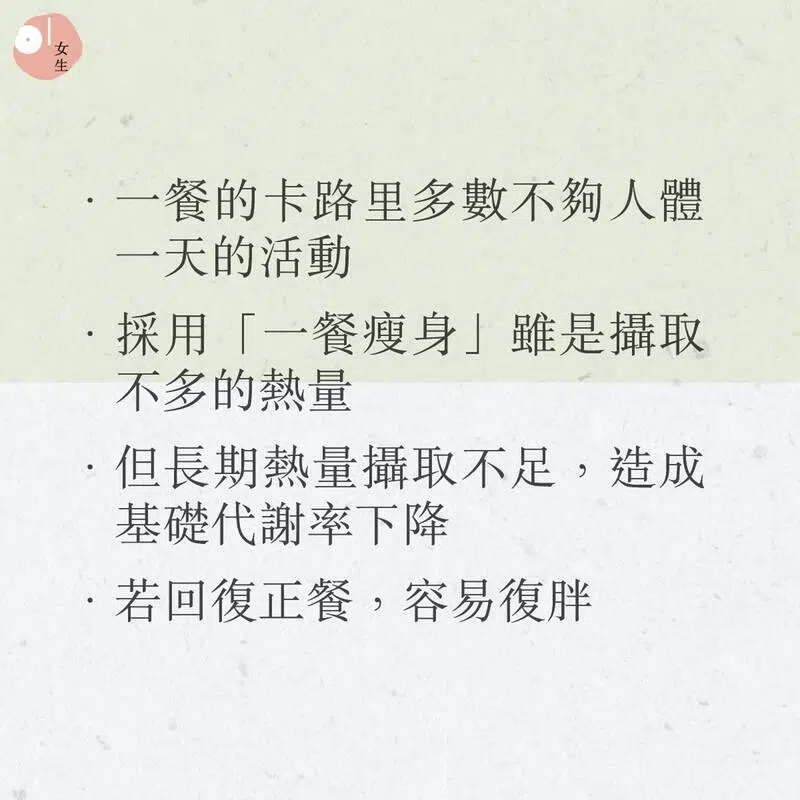 女生
· 一餐的卡路里多數不夠人體
一天的活動
· 採用「一餐瘦身」雖是攝取
不多的熱量
· 但長期熱量攝取不足，造成
基礎代謝率下降
· 若回復正餐，容易復胖